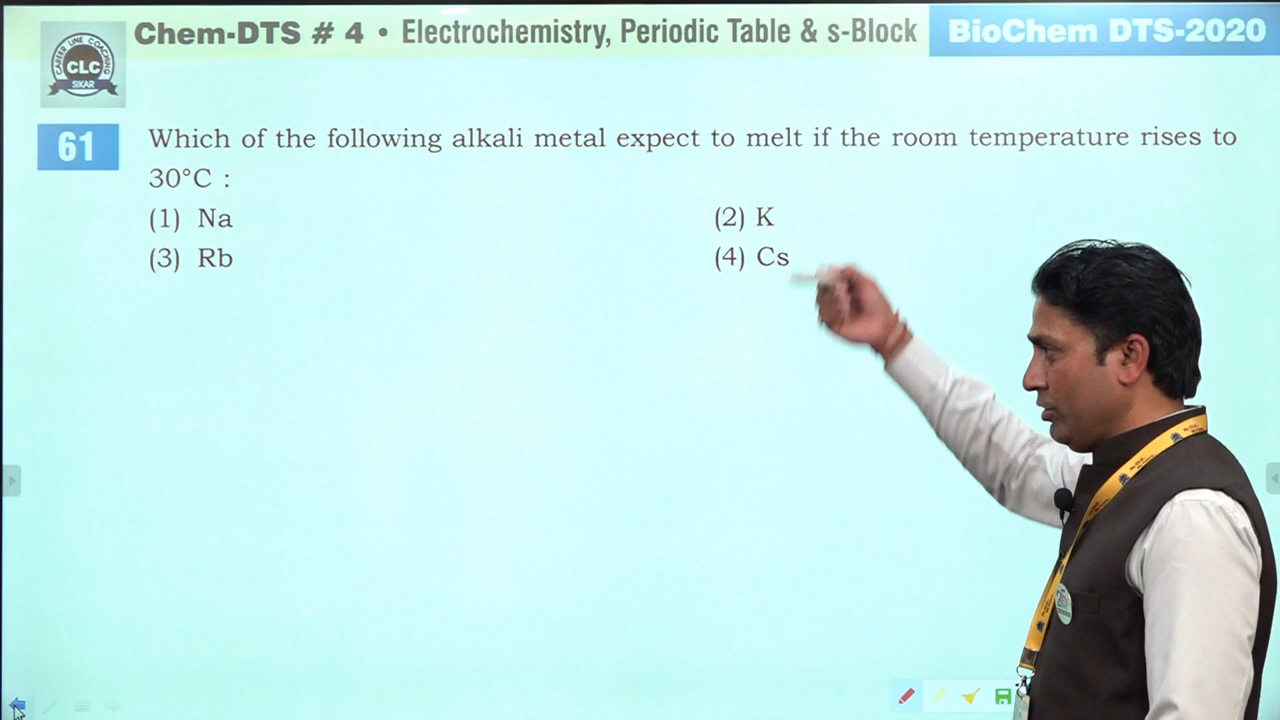 Chem-DTS # 4 • Electrochemistry, Periodic Table & s-Block
BioChem DTS-2020
CAREER LINE COACHING
CLC
SIKAR
61
Which of the following alkali metal expect to melt if the room temperature rises to
30°C :
(1) Na
(2) K
(3) Rb
(4) Cs